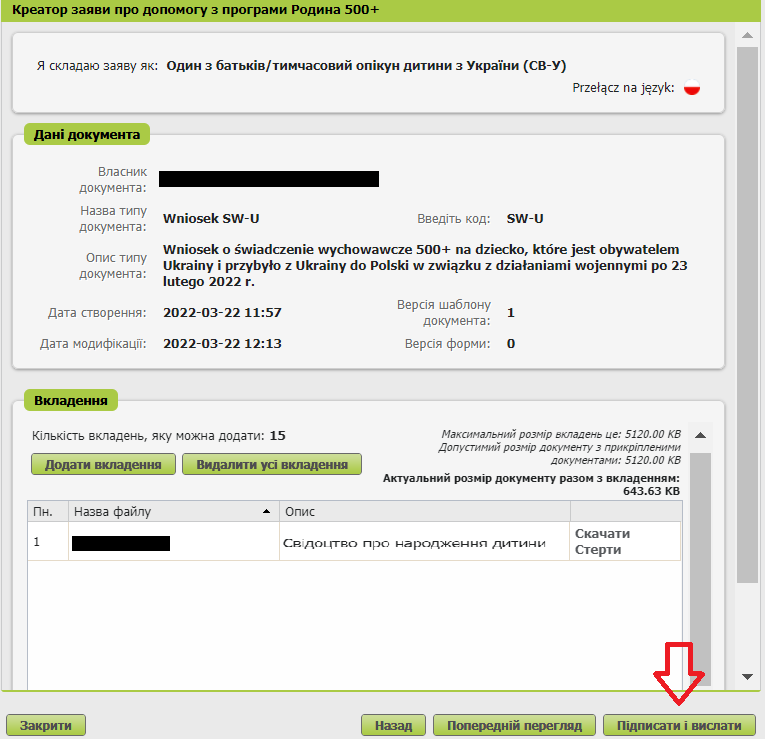 Креатор заяви про допомогу з програми Родина 500+
Я складаю заяву як: Один з батьків/тимчасовий опікун дитини з України (СВ-У)
Przełącz na język:
Дані документа
Власник
документа:
Назва типу
документа:
Wniosek SW-U
Введіть код: SW-U
Опис типу
документа:
Wniosek o świadczenie wychowawcze 500+ na dziecko, które jest obywatelem
Ukrainy i przybyło z Ukrainy do Polski w związku z działaniami wojennymi po 23
lutego 2022 r.
Дата створення: 2022-03-22 11:57
Версія шаблону
документа:
1
Дата модифікації: 2022-03-22 12:13
Версія форми: 0
Вкладення
Кількість вкладень, яку можна додати: 15
Додати вкладення
Видалити усі вкладення
Максимальний розмір вкладень це: 5120.00 KB
Допустимий розмір документу з прикріпленими
документами: 5120.00 KB
Актуальний розмір документу разом з вкладенням:
643.63 KB
Пн. Назва файлу Опис
1 Свідоцтво про народження дитини
Скачати
Стерти
Закрити
Назад
Попередній перегляд
Підписати і вислати